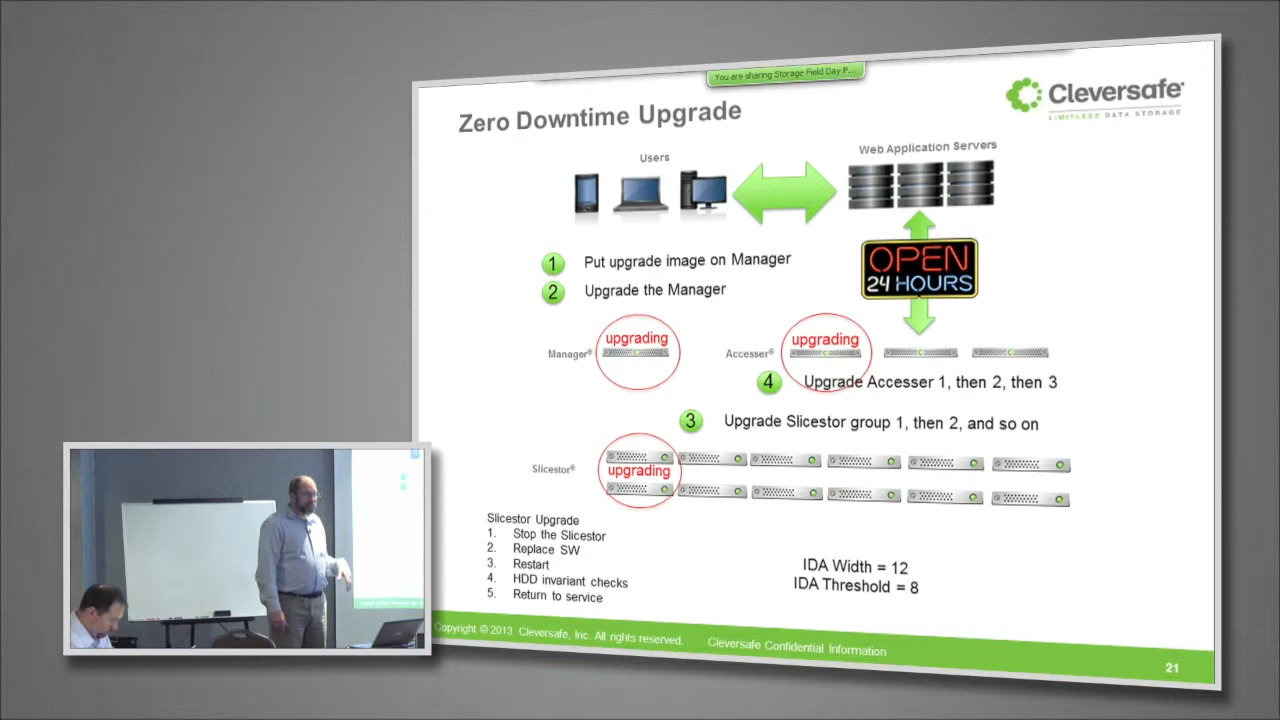 You are sharing Storage Field Day P...
Cleversafe®
LIMITLESS DATA STORAGE
Zero Downtime Upgrade
Users
Web Application Servers
1 Put upgrade image on Manager
2 Upgrade the Manager
OPEN
24 HOURS
Manager® upgrading
Accesser® upgrading
4 Upgrade Accesser 1, then 2, then 3
3 Upgrade Slicestor group 1, then 2, and so on
Slicestor® upgrading
Slicestor Upgrade
1. Stop the Slicestor
2. Replace SW
3. Restart
4. HDD invariant checks
5. Return to service
IDA Width = 12
IDA Threshold = 8
Copyright © 2013 Cleversafe, Inc. All rights reserved.
Cleversafe Confidential Information
21